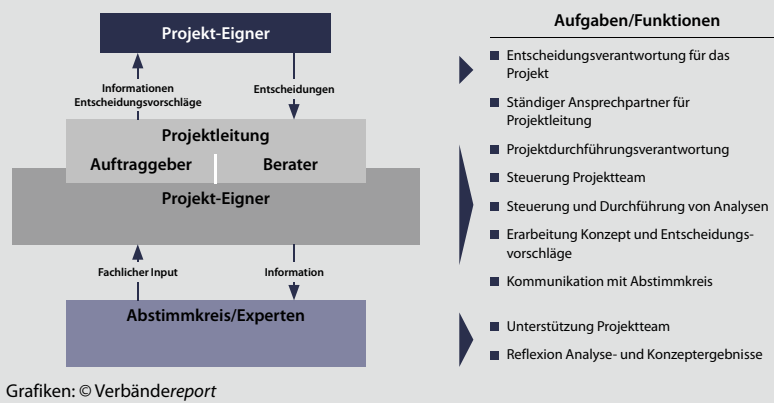 Projekt-Eigner
Informationen
Entscheidungsvorschläge
Entscheidungen
Projektleitung
Auftraggeber
Berater
Projekt-Eigner
Fachlicher Input
Information
Abstimmkreis/Experten
Aufgaben/Funktionen
Entscheidungsverantwortung für das
Projekt
Ständiger Ansprechpartner für
Projektleitung
Projektdurchführungsverantwortung
Steuerung Projektteam
Steuerung und Durchführung von Analysen
Erarbeitung Konzept und Entscheidungs-
vorschläge
Kommunikation mit Abstimmkreis
Unterstützung Projektteam
Reflexion Analyse- und Konzeptergebnisse
Grafiken: © Verbändereport